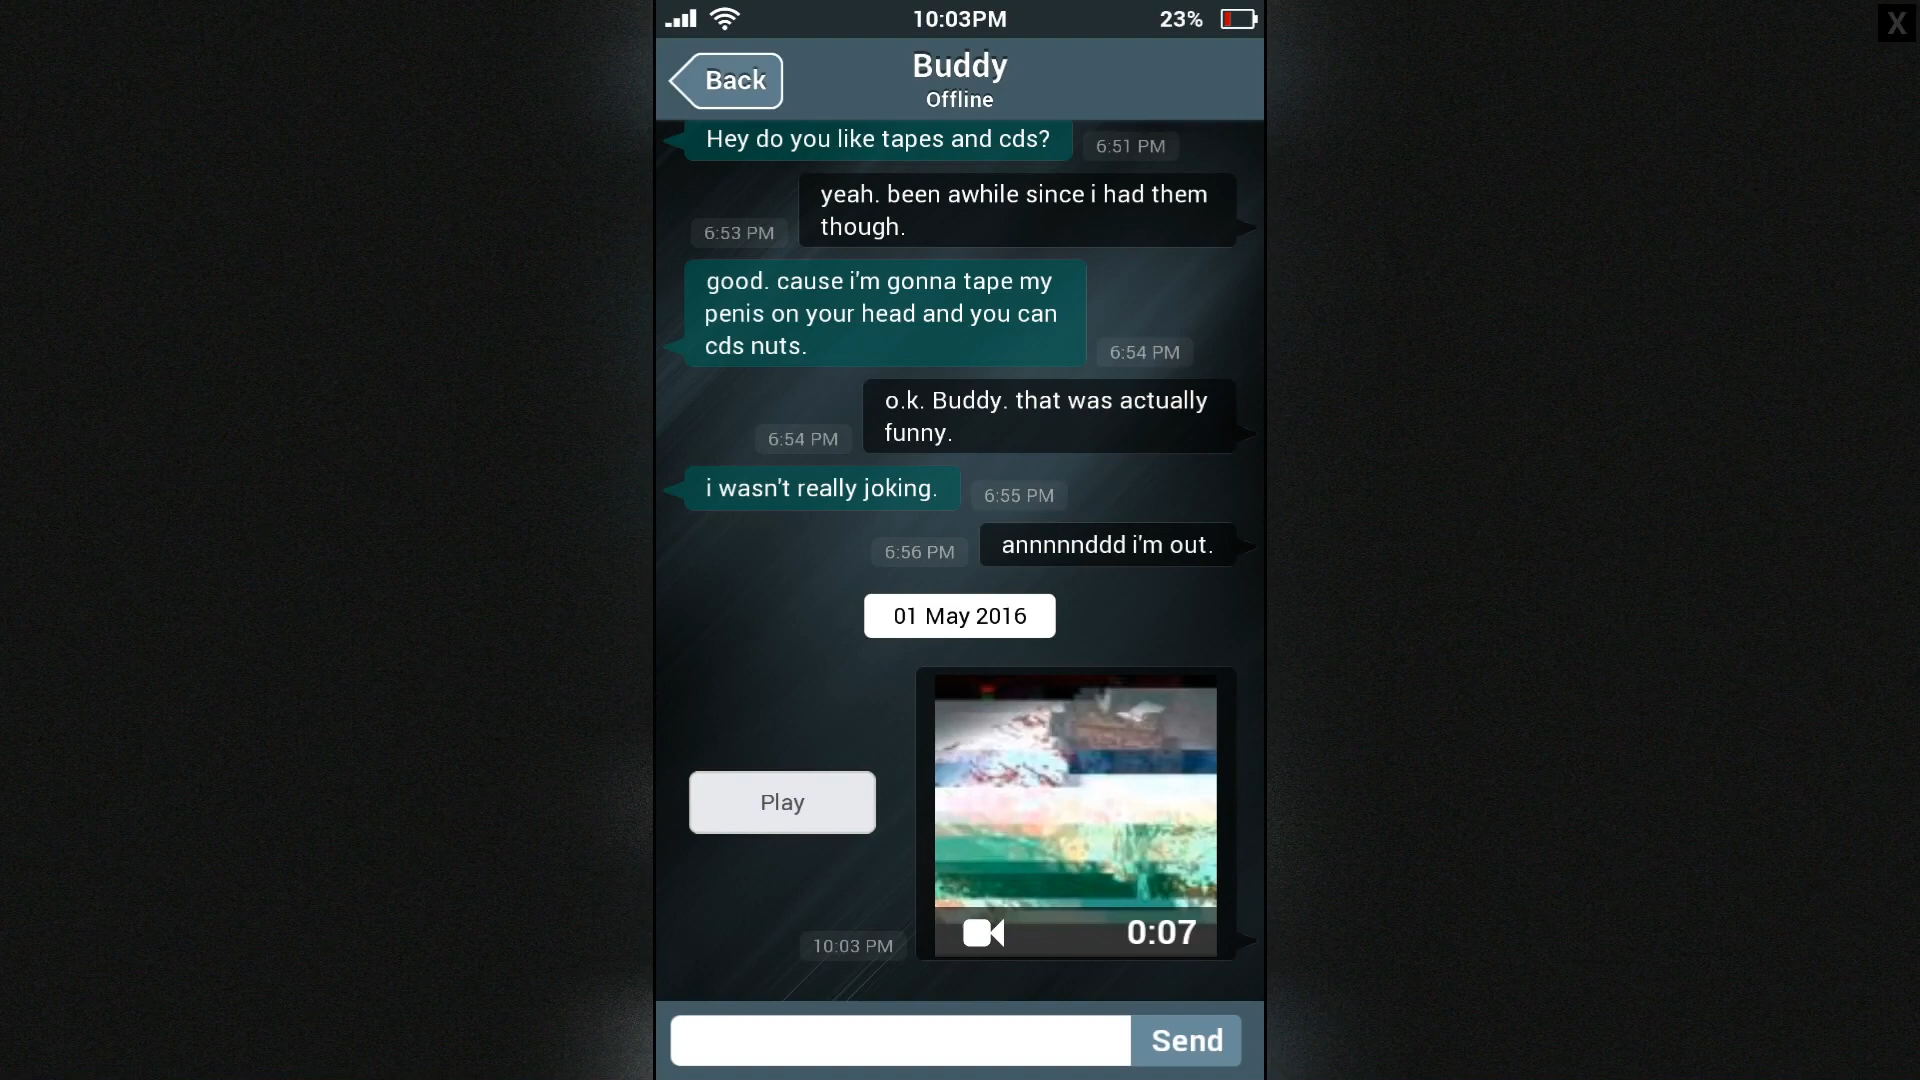 10:03PM
23%
X
Back
Buddy
Offline
Hey do you like tapes and cds?
6:51 PM
yeah. been awhile since i had them
though.
6:53 PM
good. cause i'm gonna tape my
penis on your head and you can
cds nuts.
6:54 PM
o.k. Buddy. that was actually
funny.
6:54 PM
i wasn't really joking.
6:55 PM
annnnnddd i'm out.
6:56 PM
01 May 2016
Play
0:07
10:03 PM
Send